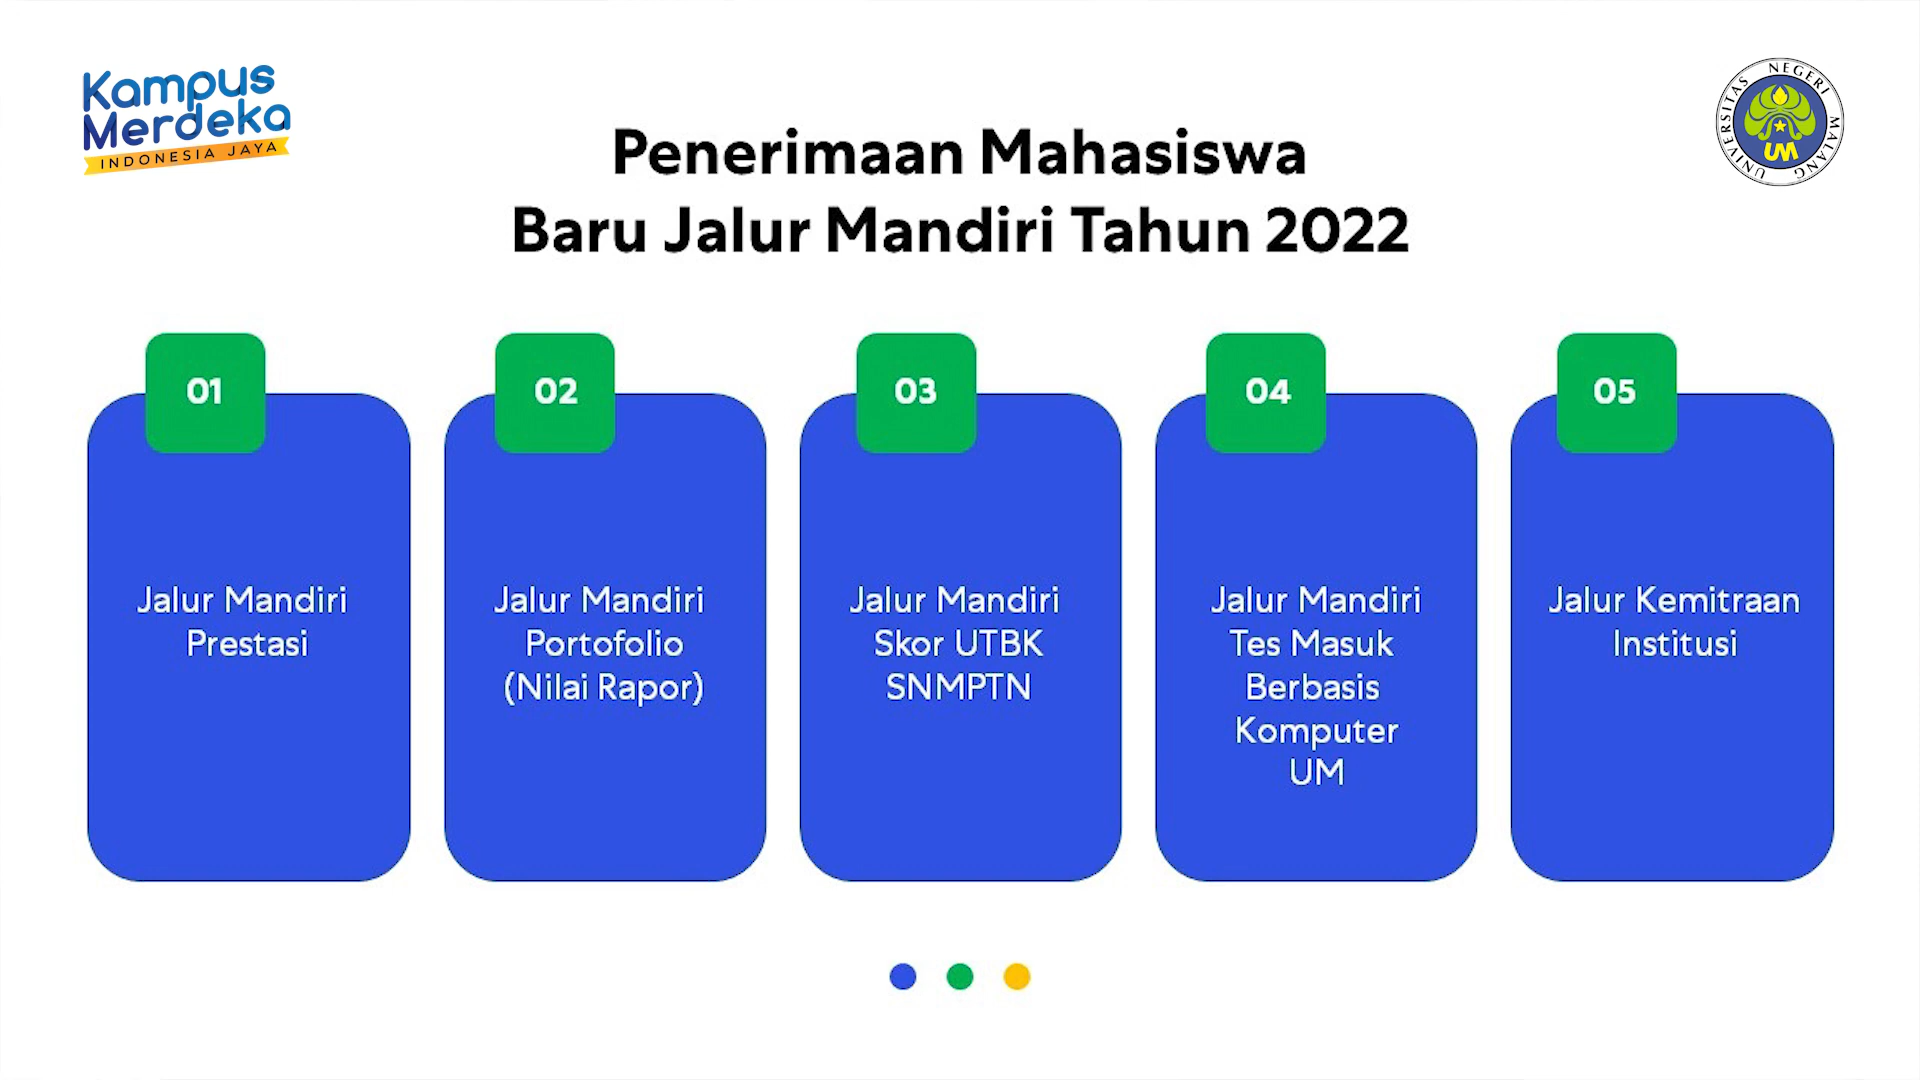 Kampus
Merdeka
INDONESIA JAYA
UNIVERSITAS NEGERI MALANG
UM
Penerimaan Mahasiswa
Baru Jalur Mandiri Tahun 2022
01
Jalur Mandiri
Prestasi
02
Jalur Mandiri
Portofolio
(Nilai Rapor)
03
Jalur Mandiri
Skor UTBK
SNMPTN
04
Jalur Mandiri
Tes Masuk
Berbasis
Komputer
UM
05
Jalur Kemitraan
Institusi